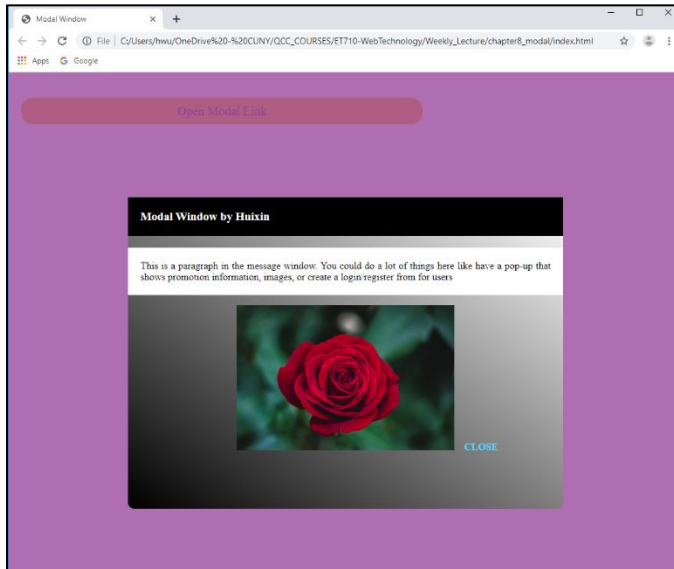 Modal Window
File | C:/Users/hwu/OneDrive%20-%20CUNY/QCC_COURSES/ET710-WebTechnology/Weekly_Lecture/chapter8_modal/index.html
Apps Google
Open Modal Link
Modal Window by Huixin
This is a paragraph in the message window. You could do a lot of things here like have a pop-up that
shows promotion information, images, or create a login/register from for users
CLOSE